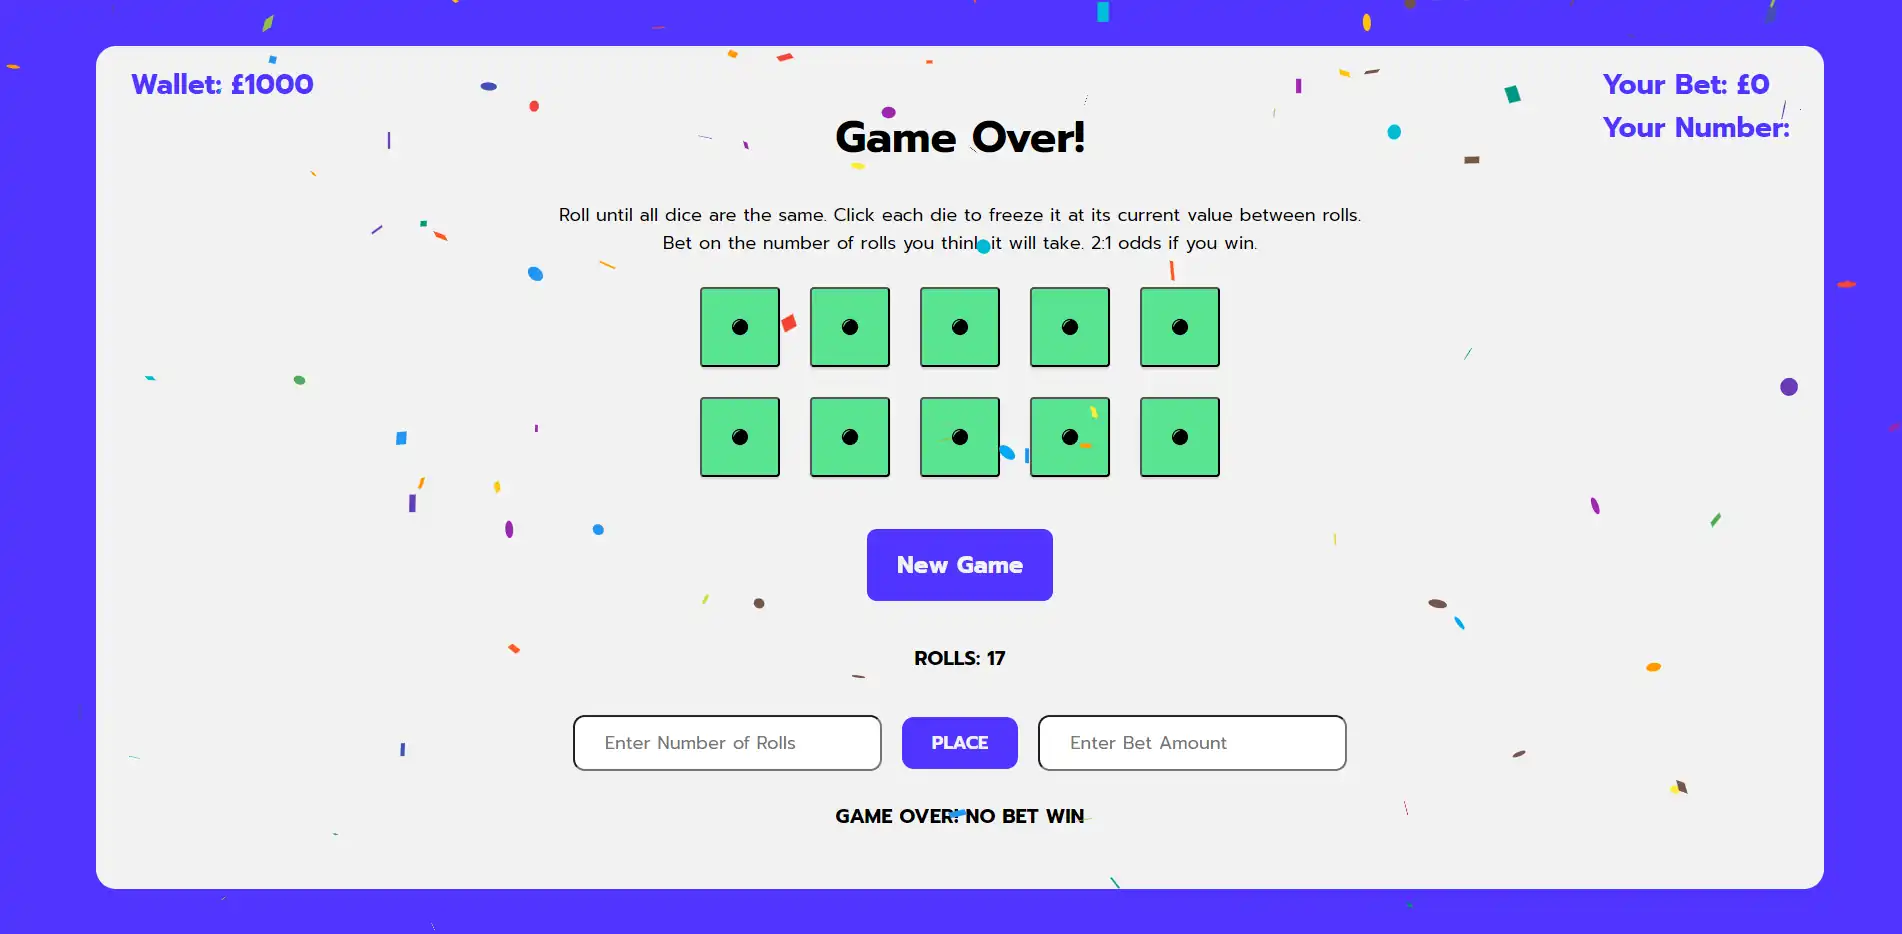 Wallet: £1000
Your Bet: £0
Your Number:
Game Over!
Roll until all dice are the same. Click each die to freeze it at its current value between rolls.
Bet on the number of rolls you think it will take. 2:1 odds if you win.
New Game
ROLLS: 17
Enter Number of Rolls
PLACE
Enter Bet Amount
GAME OVER! NO BET WIN